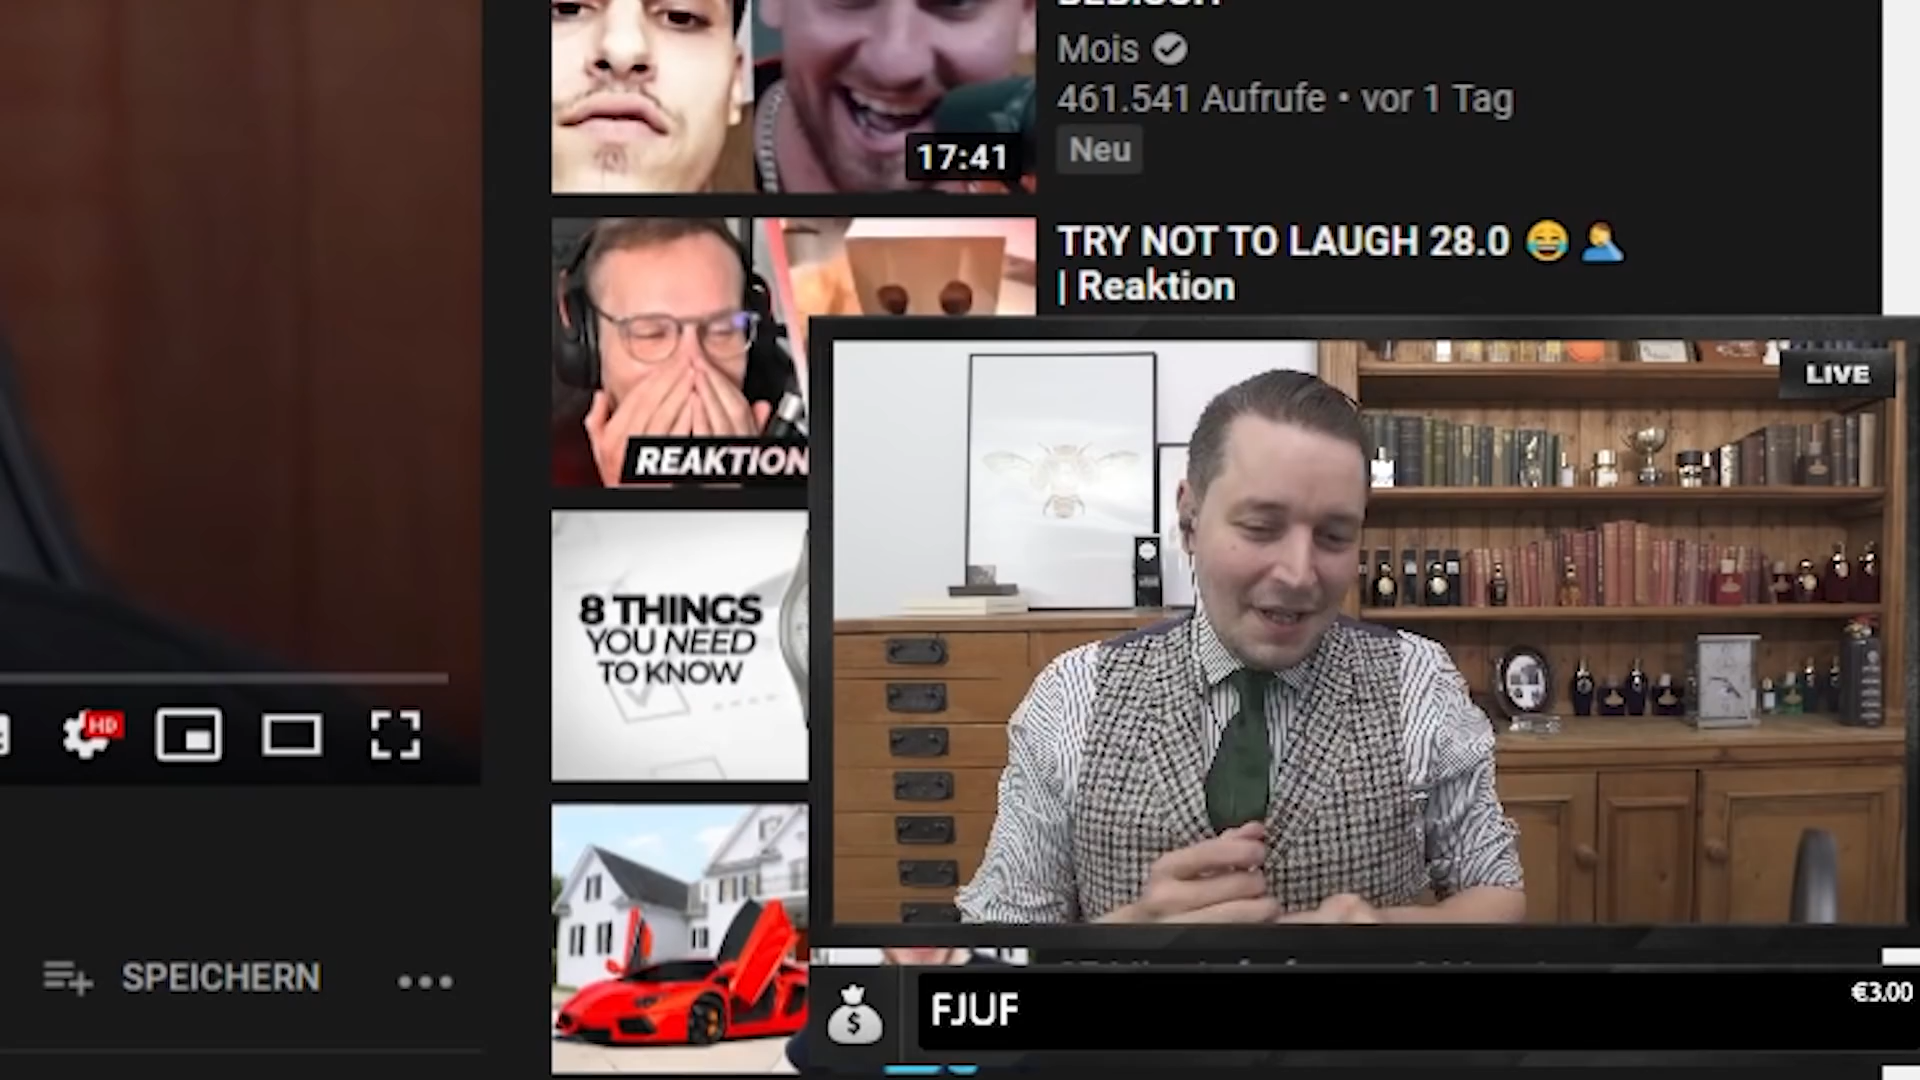 Mois
461.541 Aufrufe • vor 1 Tag
Neu
17:41
TRY NOT TO LAUGH 28.0 😂 🤦‍♂️
| Reaktion
REAKTION
LIVE
8 THINGS
YOU NEED
TO KNOW
HD
SPEICHERN
FJUF
€3.00